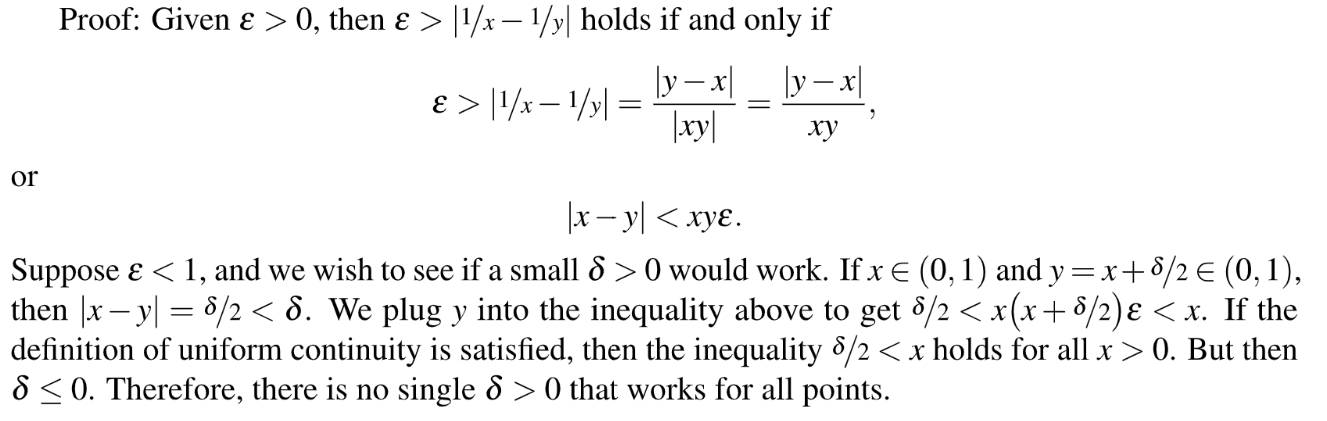 Proof: Given ε > 0, then ε > |1/x − 1/y| holds if and only if
ε > |1/x − 1/y| = |y − x| / |xy| = |y − x| / xy,
or
|x − y| < xyε.
Suppose ε < 1, and we wish to see if a small δ > 0 would work. If x ∈ (0, 1) and y = x + δ/2 ∈ (0, 1),
then |x − y| = δ/2 < δ. We plug y into the inequality above to get δ/2 < x(x + δ/2)ε < x. If the
definition of uniform continuity is satisfied, then the inequality δ/2 < x holds for all x > 0. But then
δ ≤ 0. Therefore, there is no single δ > 0 that works for all points.